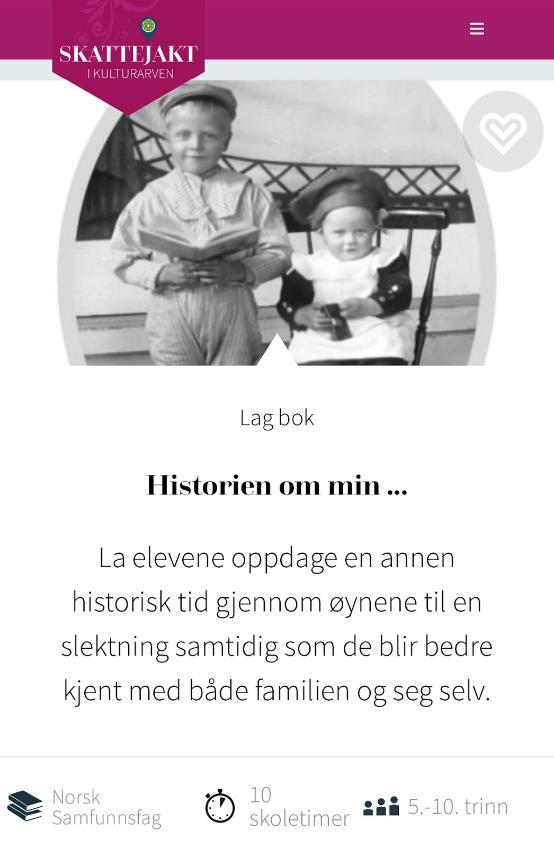 SKATTEJAKT
I KULTURARVEN
Lag bok
Historien om min ...
La elevene oppdage en annen
historisk tid gjennom øynene til en
slektning samtidig som de blir bedre
kjent med både familien og seg selv.
Norsk
Samfunnsfag
10
skoletimer
5.-10. trinn